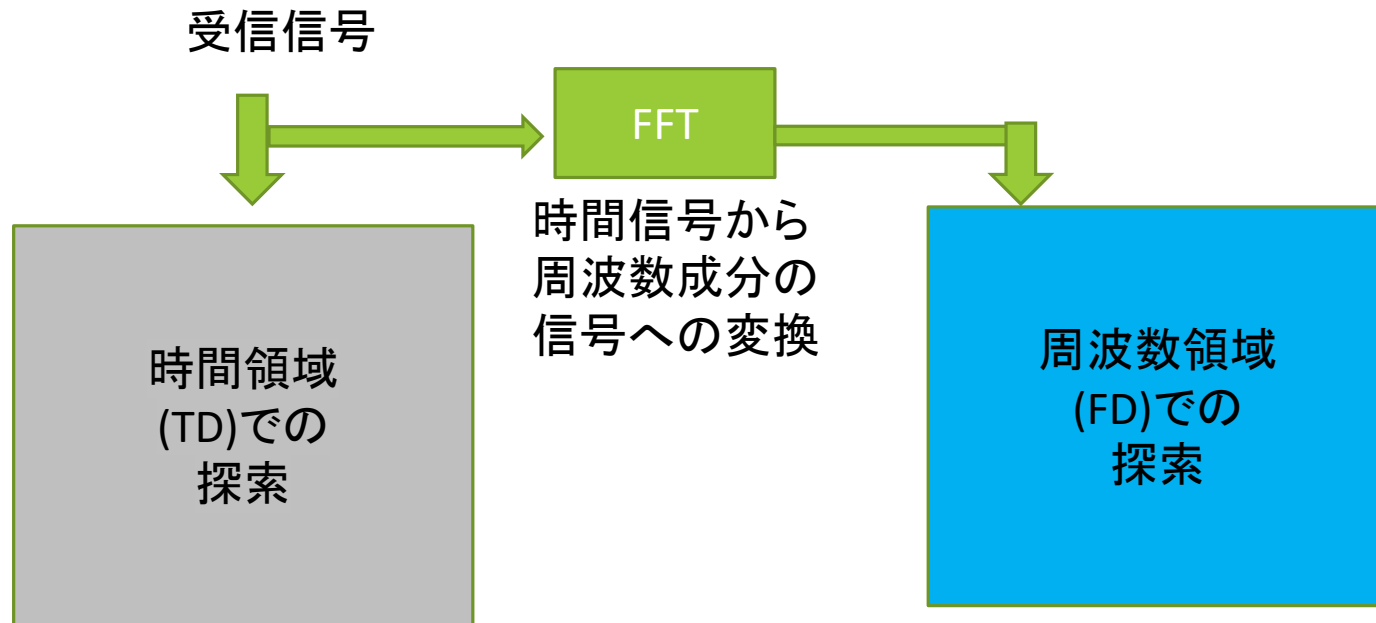 受信信号
FFT
時間信号から
周波数成分の
信号への変換
時間領域
(TD)での
探索
周波数領域
(FD)での
探索